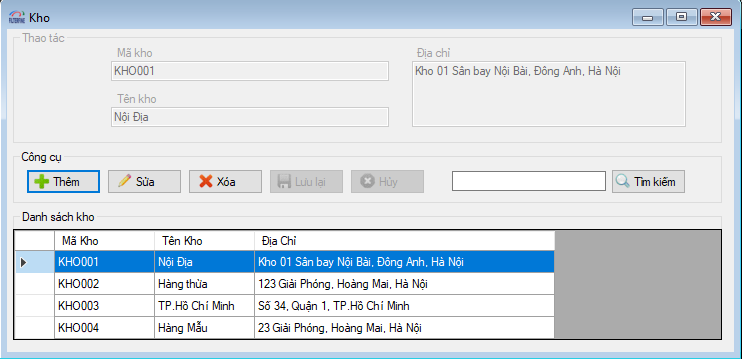 Kho
Thao tác
Mã kho
KHO001
Tên kho
Nội Địa
Địa chỉ
Kho 01 Sân bay Nội Bài, Đông Anh, Hà Nội
Công cụ
Thêm Sửa Xóa Lưu lại Hủy Tìm kiếm
Danh sách kho
Mã Kho Tên Kho Địa Chỉ
KHO001 Nội Địa Kho 01 Sân bay Nội Bài, Đông Anh, Hà Nội
KHO002 Hàng thừa 123 Giải Phóng, Hoàng Mai, Hà Nội
KHO003 TP.Hồ Chí Minh Số 34, Quận 1, TP.Hồ Chí Minh
KHO004 Hàng Mẫu 23 Giải Phóng, Hoàng Mai, Hà Nội